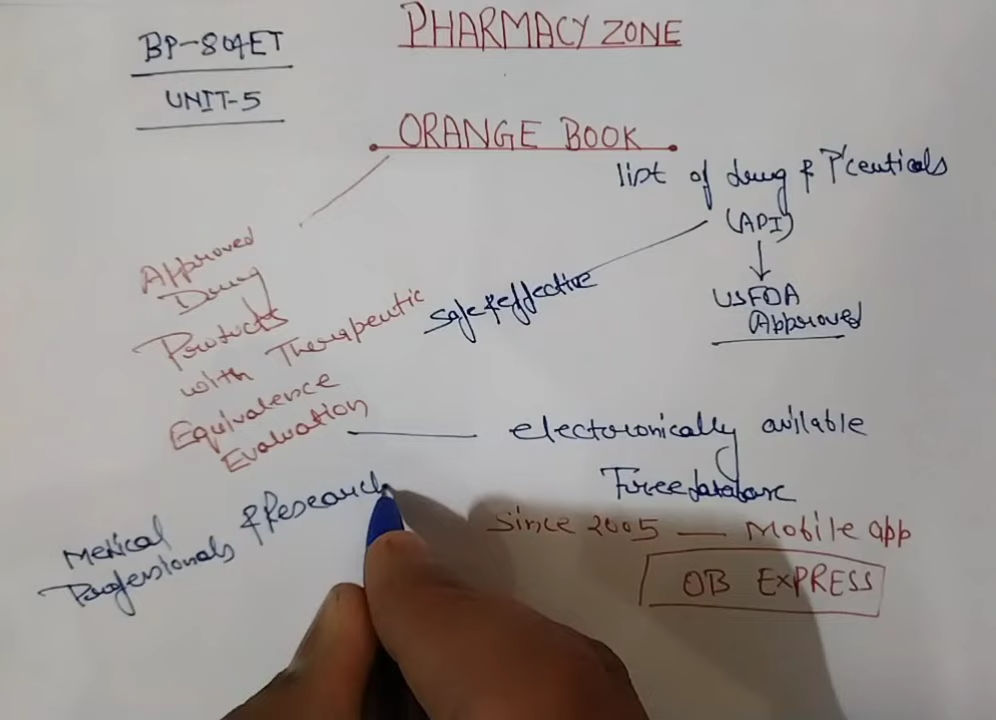 BP-804ET
UNIT-5
PHARMACY ZONE
ORANGE BOOK
list of drug & P'ceuticals
(API)
USFDA
Approved
Safe & effective
Approved
Drug
Products
with Therapeutic
Equivalence
Evaluation
electoronically avilable
Free database
since 2005 — Mobile app
OB EXPRESS
Medical
Professionals & Research